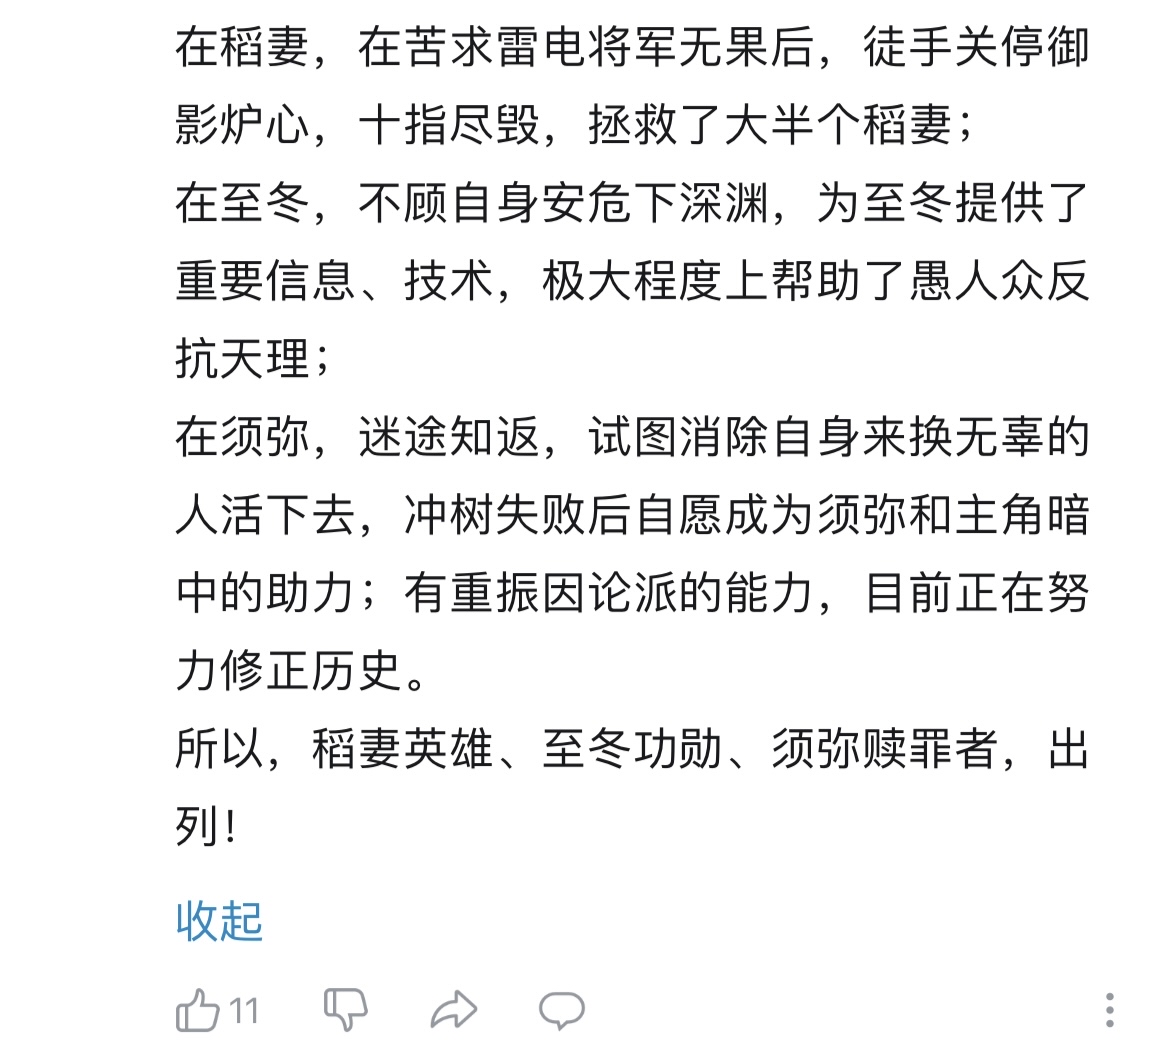 在稻妻，在苦求雷电将军无果后，徒手关停御
影炉心，十指尽毁，拯救了大半个稻妻；
在至冬，不顾自身安危下深渊，为至冬提供了
重要信息、技术，极大程度上帮助了愚人众反
抗天理；
在须弥，迷途知返，试图消除自身来换无辜的
人活下去，冲树失败后自愿成为须弥和主角暗
中的助力；有重振因论派的能力，目前正在努
力修正历史。
所以，稻妻英雄、至冬功勋、须弥赎罪者，出
列！
收起
11